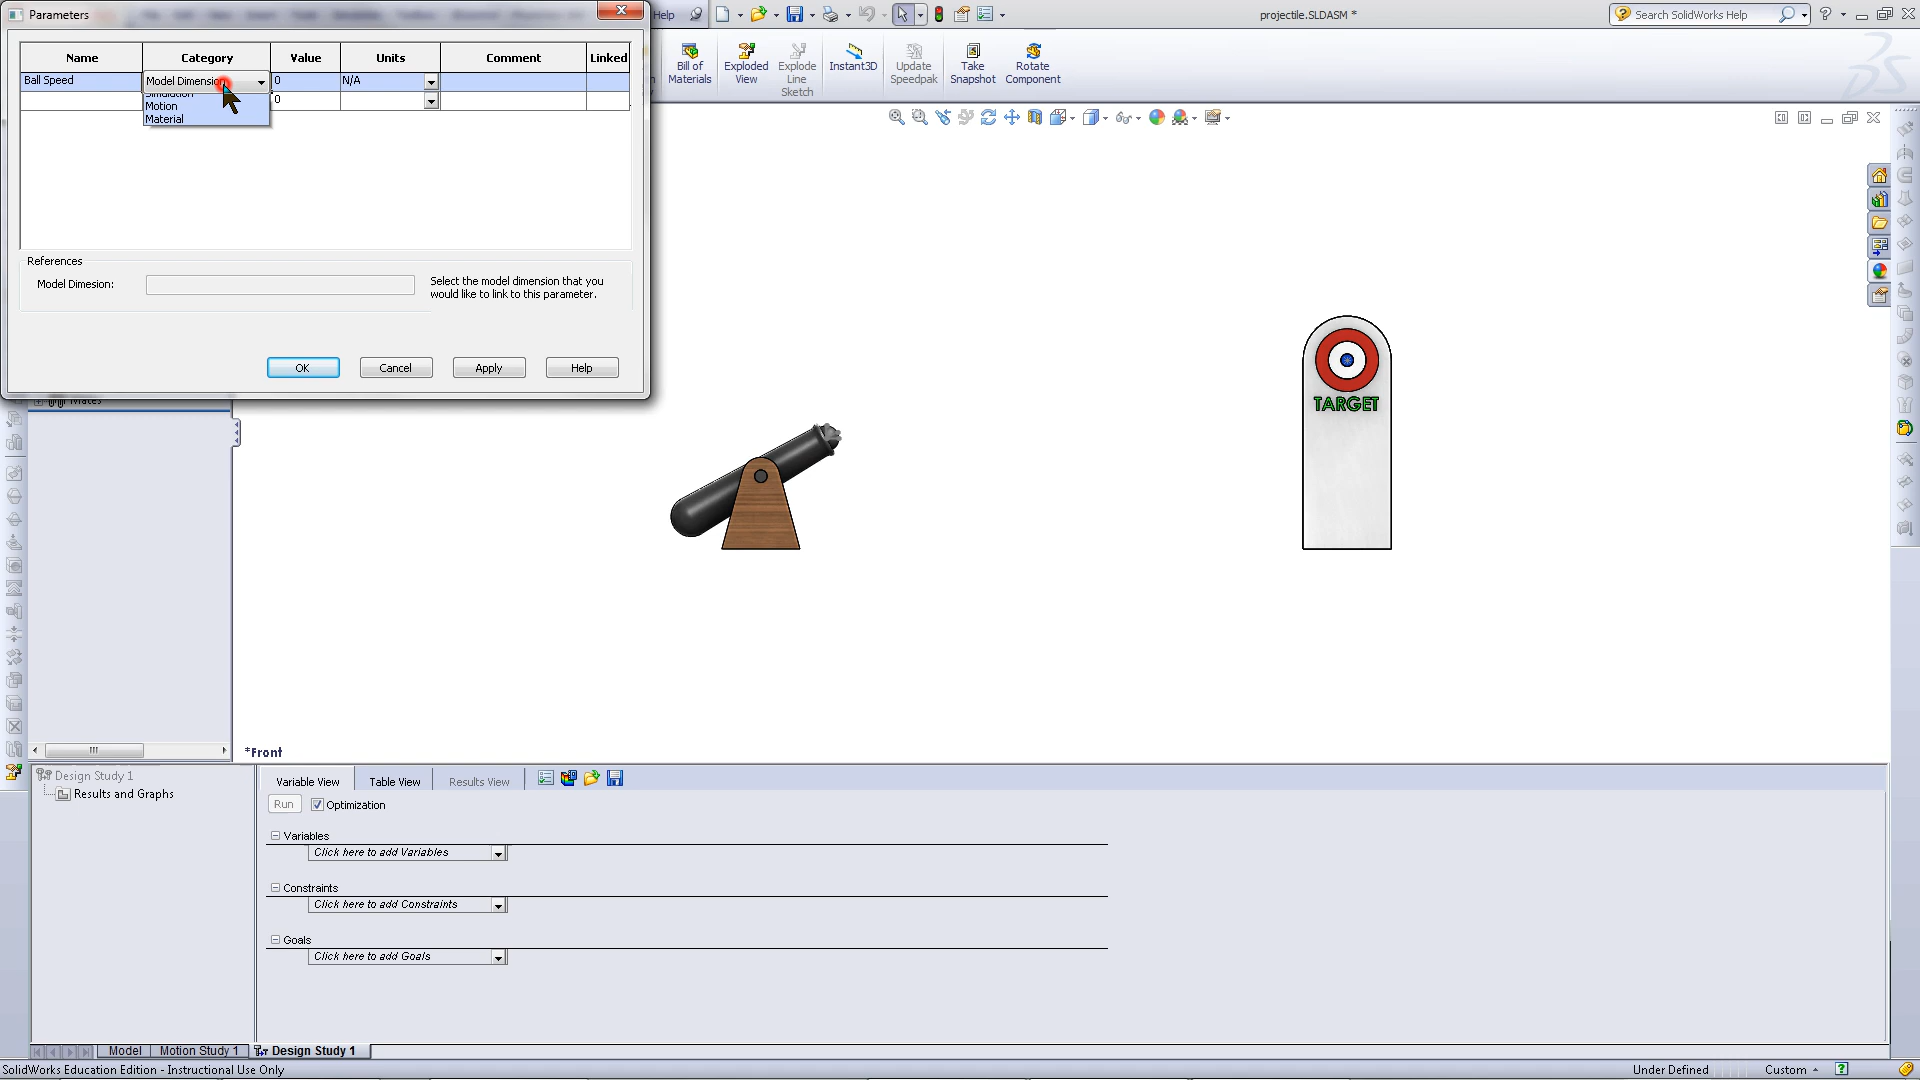 Parameters
Help
projectile.SLDASM *
Search SolidWorks Help
Name Category Value Units Comment Linked
Ball Speed Model Dimension 0 N/A
Simulation
0
Motion
Material
Bill of Materials
Exploded View
Explode Line Sketch
Instant3D
Update Speedpak
Take Snapshot
Rotate Component
References
Model Dimesion:
Select the model dimension that you
would like to link to this parameter.
OK Cancel Apply Help
Mates
TARGET
*Front
Design Study 1
Results and Graphs
Variable View Table View Results View
Run Optimization
Variables
Click here to add Variables
Constraints
Click here to add Constraints
Goals
Click here to add Goals
Model Motion Study 1 Design Study 1
SolidWorks Education Edition - Instructional Use Only
Under Defined Custom